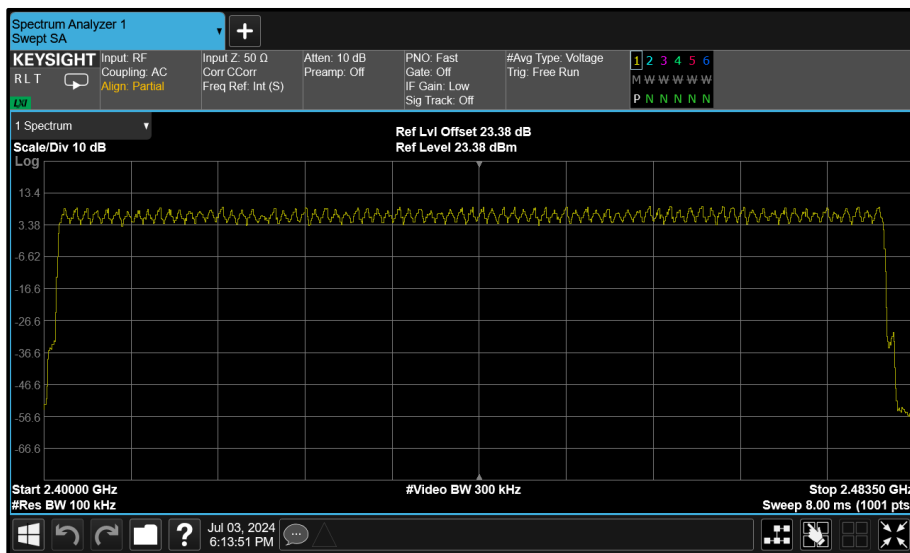 Spectrum Analyzer 1
Swept SA
KEYSIGHT
R L T
LXI
Input: RF
Coupling: AC
Align: Partial
Input Z: 50 Ω
Corr CCorr
Freq Ref: Int (S)
Atten: 10 dB
Preamp: Off
PNO: Fast
Gate: Off
IF Gain: Low
Sig Track: Off
#Avg Type: Voltage
Trig: Free Run
1 2 3 4 5 6
M W W W W W
P N N N N N
1 Spectrum
Scale/Div 10 dB
Log
Ref Lvl Offset 23.38 dB
Ref Level 23.38 dBm
13.4
3.38
-6.62
-16.6
-26.6
-36.6
-46.6
-56.6
-66.6
Start 2.40000 GHz
#Res BW 100 kHz
#Video BW 300 kHz
Stop 2.48350 GHz
Sweep 8.00 ms (1001 pts
?
Jul 03, 2024
6:13:51 PM